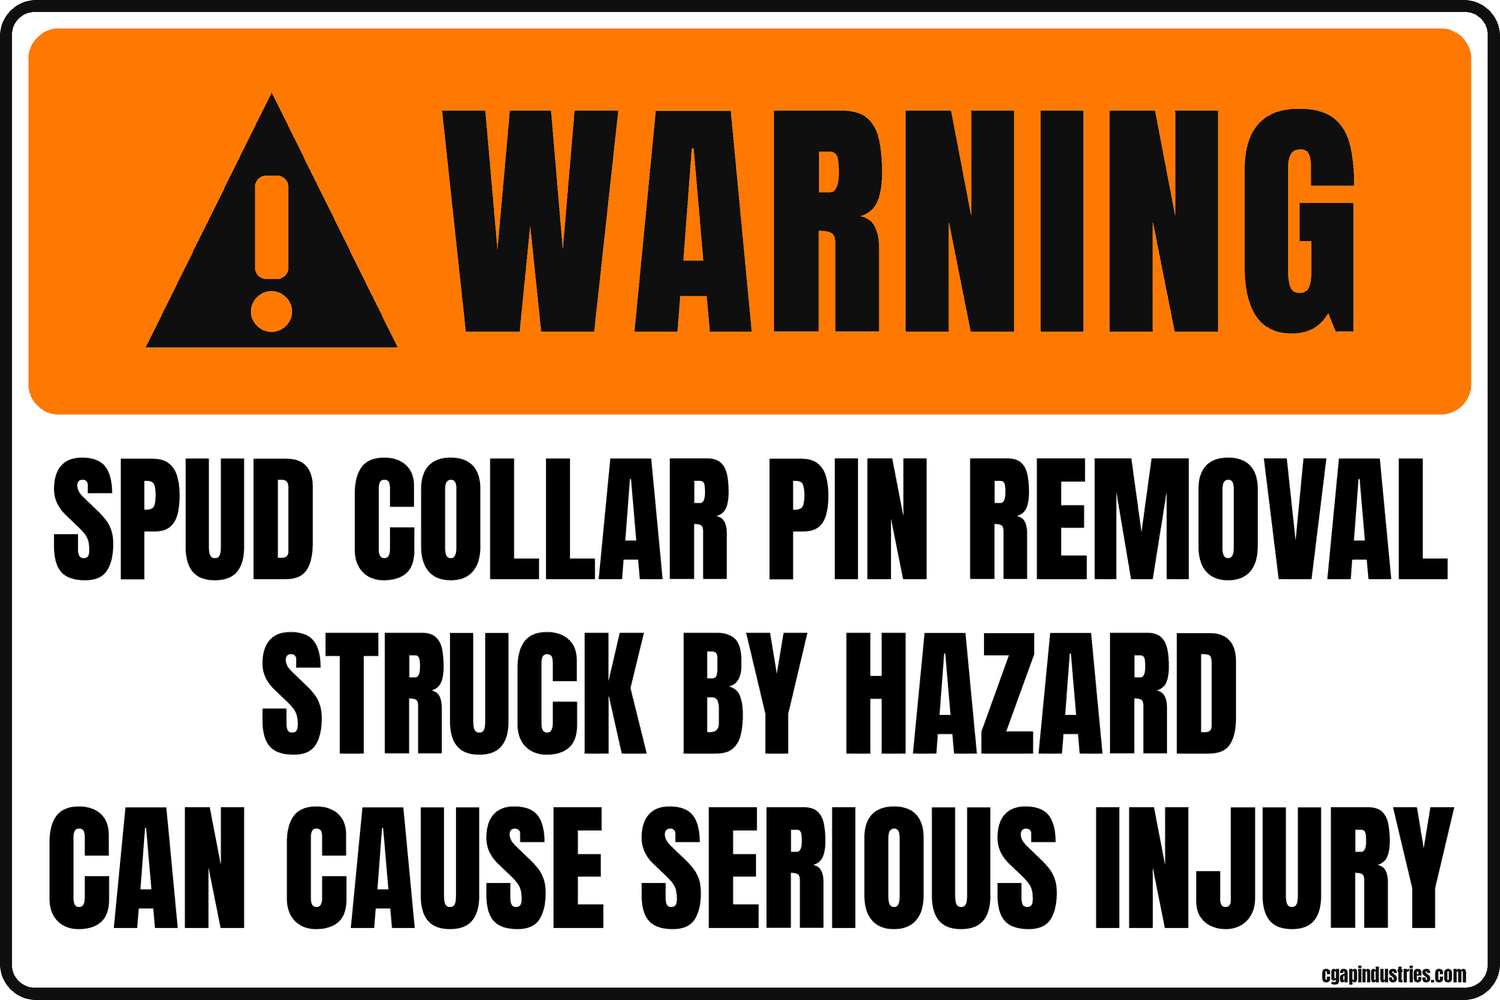 WARNING
SPUD COLLAR PIN REMOVAL
STRUCK BY HAZARD
CAN CAUSE SERIOUS INJURY
cgapindustries.com